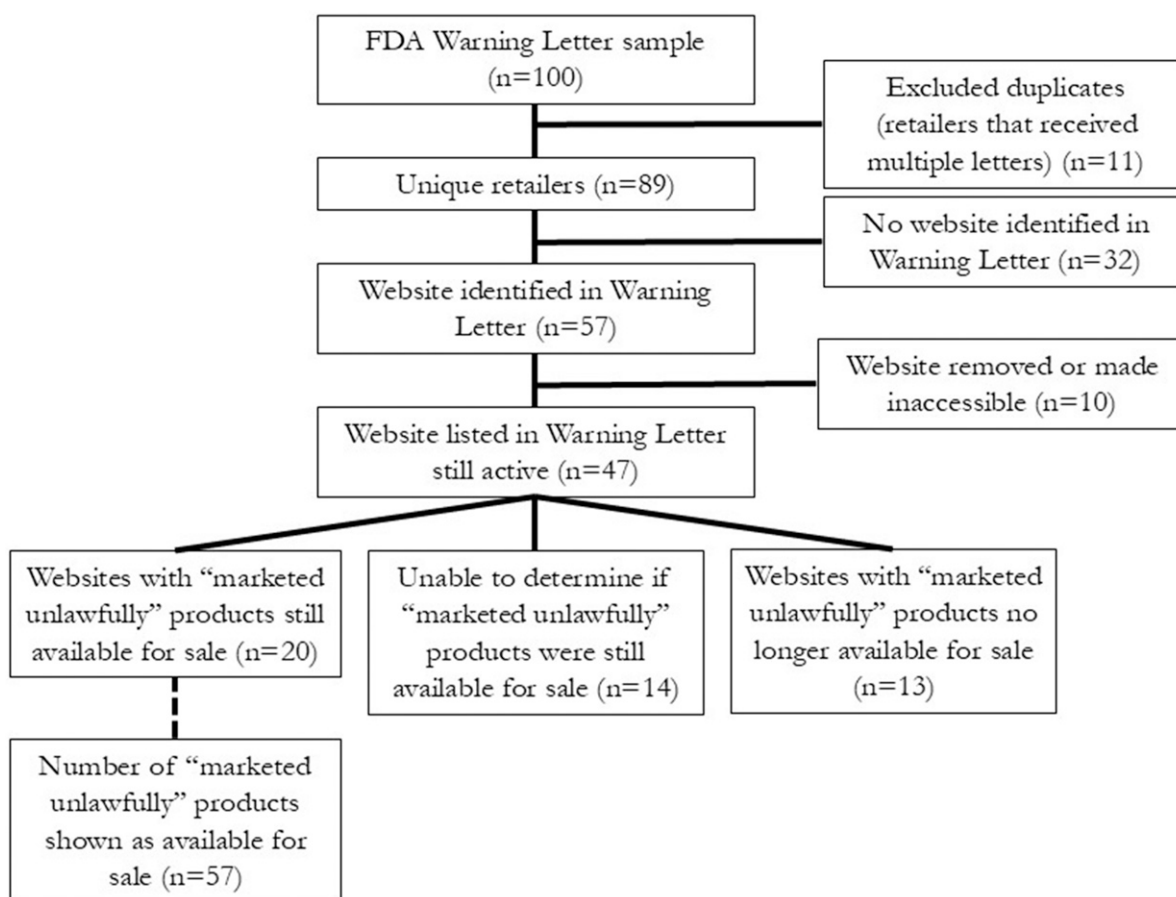 FDA Warning Letter sample
(n=100)
Excluded duplicates
(retailers that received
multiple letters) (n=11)
Unique retailers (n=89)
No website identified in
Warning Letter (n=32)
Website identified in Warning
Letter (n=57)
Website removed or made
inaccessible (n=10)
Website listed in Warning Letter
still active (n=47)
Websites with “marketed
unlawfully” products still
available for sale (n=20)
Unable to determine if
“marketed unlawfully”
products were still
available for sale (n=14)
Websites with “marketed
unlawfully” products no
longer available for sale
(n=13)
Number of “marketed
unlawfully” products
shown as available for
sale (n=57)